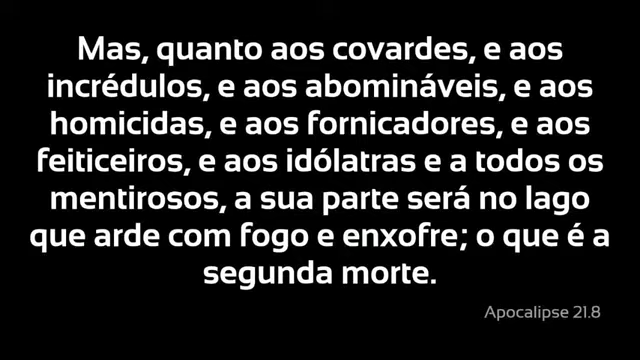 Mas, quanto aos covardes, e aos
incrédulos, e aos abomináveis, e aos
homicidas, e aos fornicadores, e aos
feiticeiros, e aos idólatras e a todos os
mentirosos, a sua parte será no lago
que arde com fogo e enxofre; o que é a
segunda morte.
Apocalipse 21.8